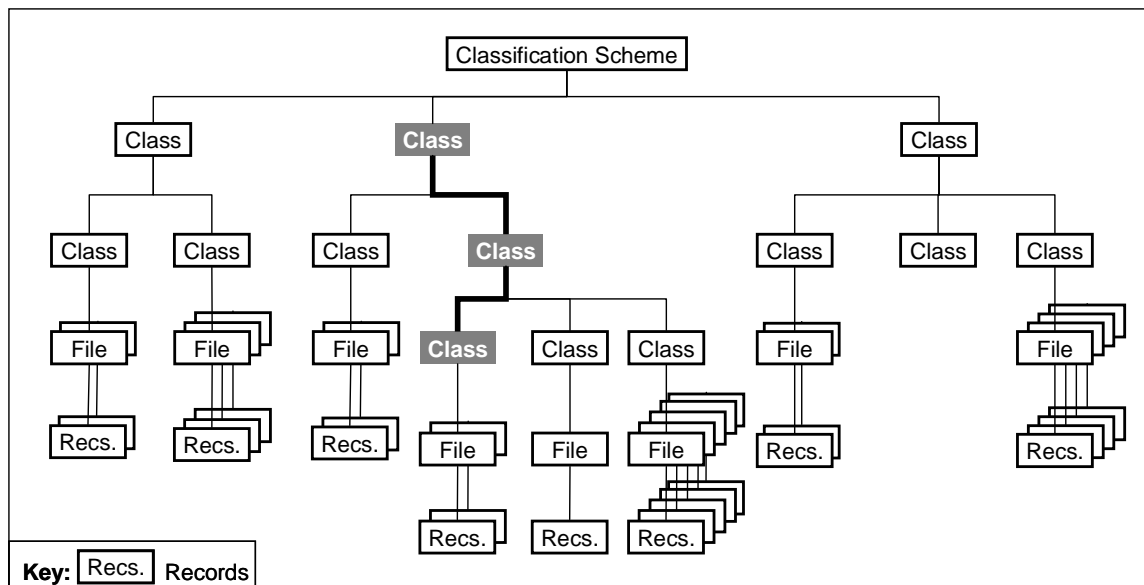 Classification Scheme
Class Class Class
Class Class Class Class Class Class Class
File File File Class Class Class File File
Recs. Recs. Recs. File File File Recs. Recs.
Recs. Recs. Recs.
Key: Recs. Records